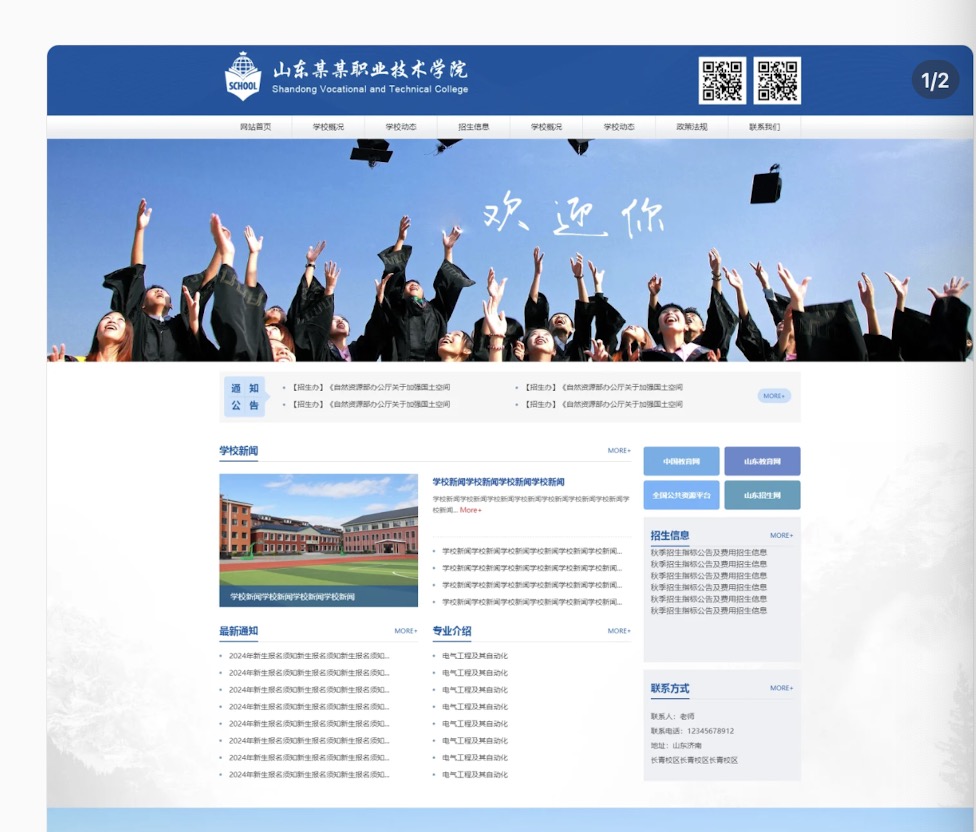 SCHOOL
山东某某职业技术学院
Shandong Vocational and Technical College
1/2
网站首页 学校概况 学校动态 招生信息 学校概况 学校动态 政策法规 联系我们
欢迎你
通知
公告
• 【招生办】《自然资源部办公厅关于加强国土空间
• 【招生办】《自然资源部办公厅关于加强国土空间
• 【招生办】《自然资源部办公厅关于加强国土空间
• 【招生办】《自然资源部办公厅关于加强国土空间
MORE+
学校新闻 MORE+
学校新闻学校新闻学校新闻学校新闻
学校新闻学校新闻学校新闻学校新闻
学校新闻学校新闻学校新闻学校新闻学校新闻学校新闻学校新闻学
校新闻... More+
• 学校新闻学校新闻学校新闻学校新闻学校新闻学校新闻...
• 学校新闻学校新闻学校新闻学校新闻学校新闻学校新闻...
• 学校新闻学校新闻学校新闻学校新闻学校新闻学校新闻...
• 学校新闻学校新闻学校新闻学校新闻学校新闻学校新闻...
中国教育网 山东教育网
全国公共资源平台 山东招生网
招生信息 MORE+
秋季招生指标公告及费用招生信息
秋季招生指标公告及费用招生信息
秋季招生指标公告及费用招生信息
秋季招生指标公告及费用招生信息
秋季招生指标公告及费用招生信息
秋季招生指标公告及费用招生信息
最新通知 MORE+
• 2024年新生报名须知新生报名须知新生报名须知...
• 2024年新生报名须知新生报名须知新生报名须知...
• 2024年新生报名须知新生报名须知新生报名须知...
• 2024年新生报名须知新生报名须知新生报名须知...
• 2024年新生报名须知新生报名须知新生报名须知...
• 2024年新生报名须知新生报名须知新生报名须知...
• 2024年新生报名须知新生报名须知新生报名须知...
• 2024年新生报名须知新生报名须知新生报名须知...
专业介绍 MORE+
• 电气工程及其自动化
• 电气工程及其自动化
• 电气工程及其自动化
• 电气工程及其自动化
• 电气工程及其自动化
• 电气工程及其自动化
• 电气工程及其自动化
• 电气工程及其自动化
联系方式 MORE+
联系人：老师
联系电话：12345678912
地址：山东济南
长青校区长青校区长青校区